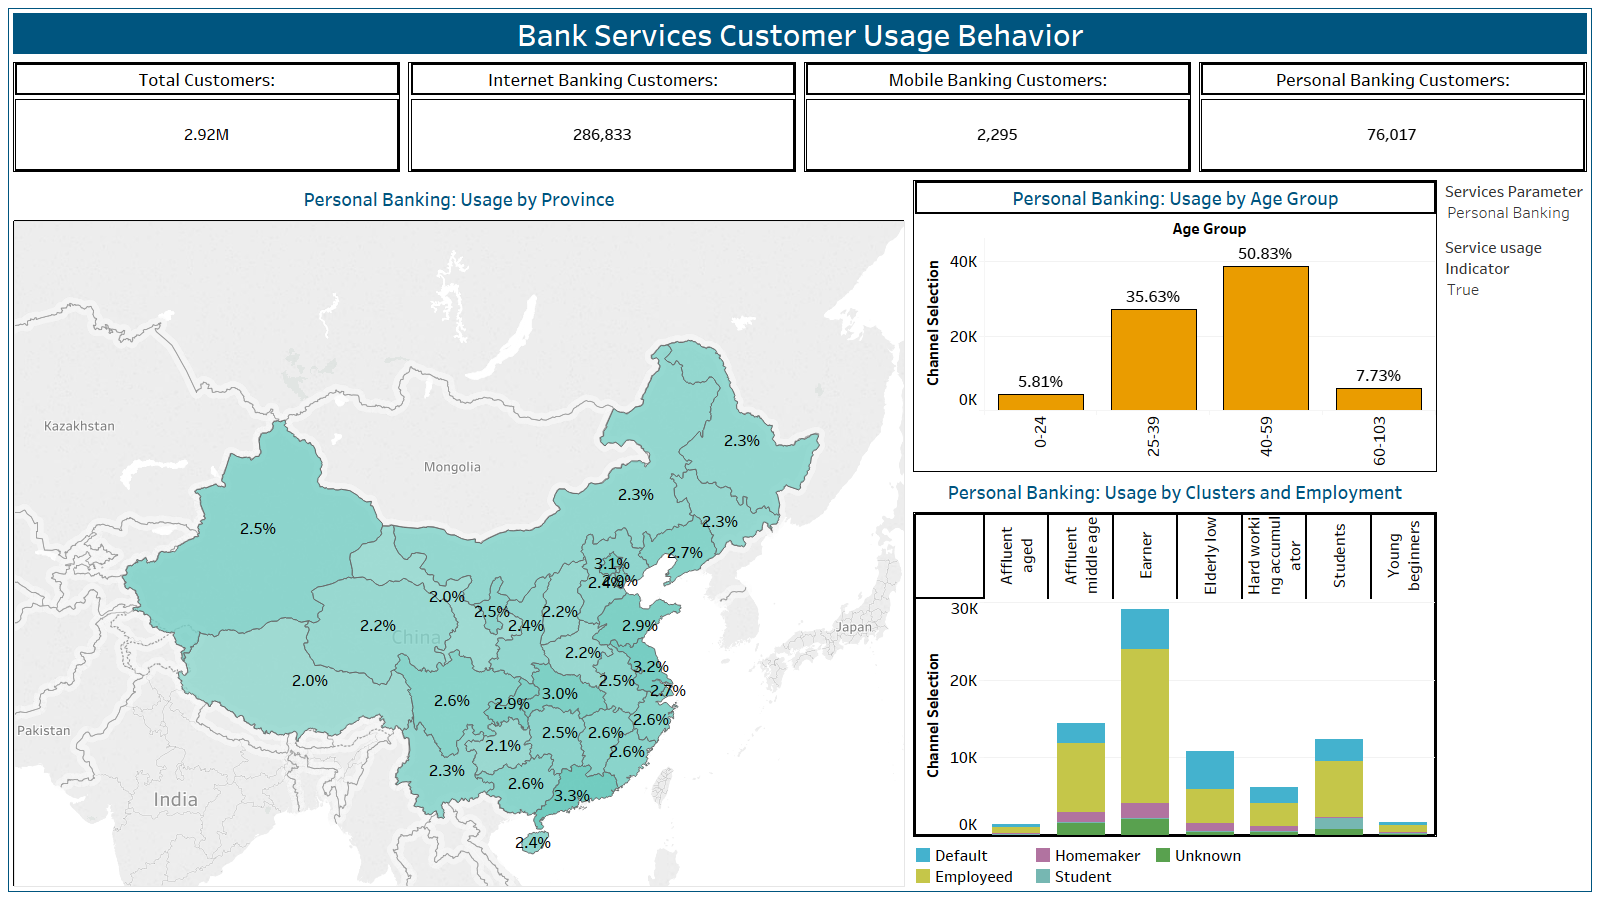 Bank Services Customer Usage Behavior
Total Customers:
Internet Banking Customers:
Mobile Banking Customers:
Personal Banking Customers:
2.92M
286,833
2,295
76,017
Personal Banking: Usage by Province
Kazakhstan
Mongolia
China
Japan
Pakistan
India
2.3%
2.3%
2.5%
2.3%
2.7%
3.1%
2.9%
2.4%
2.0%
2.5%
2.4%
2.2%
2.2%
2.9%
2.2%
3.2%
2.0%
2.5%
2.7%
2.6%
2.9%
3.0%
2.6%
2.5%
2.6%
2.1%
2.6%
2.3%
2.6%
3.3%
2.4%
Personal Banking: Usage by Age Group
Age Group
Channel Selection
40K
20K
0K
5.81%
35.63%
50.83%
7.73%
0-24
25-39
40-59
60-103
Services Parameter
Personal Banking
Service usage
Indicator
True
Personal Banking: Usage by Clusters and Employment
Affluent
aged
Affluent
middle age
Earner
Elderly low
Hard worki
ng accumul
ator
Students
Young
beginners
Channel Selection
30K
20K
10K
0K
Default
Homemaker
Unknown
Employeed
Student